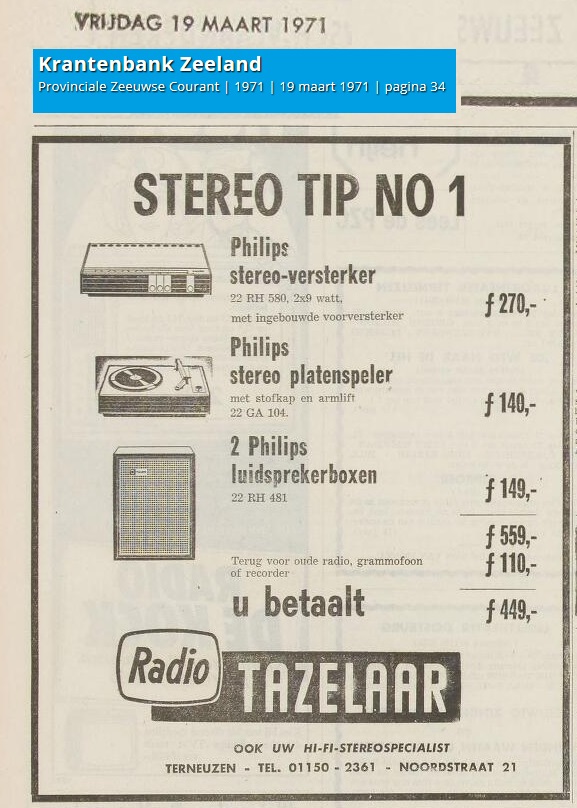 VRIJDAG 19 MAART 1971
Krantenbank Zeeland
Provinciale Zeeuwse Courant | 1971 | 19 maart 1971 | pagina 34
STEREO TIP NO 1
Philips
stereo-versterker
22 RH 580, 2x9 watt,
met ingebouwde voorversterker
ƒ 270,-
Philips
stereo platenspeler
met stofkap en armlift
22 GA 104.
ƒ 140,-
2 Philips
luidsprekerboxen
22 RH 481
ƒ 149,-
ƒ 559,-
Terug voor oude radio, grammofoon
of recorder
ƒ 110,-
u betaalt
ƒ 449,-
Radio
TAZELAAR
OOK UW HI-FI-STEREOSPECIALIST
TERNEUZEN - TEL. 01150 - 2361 - NOORDSTRAAT 21